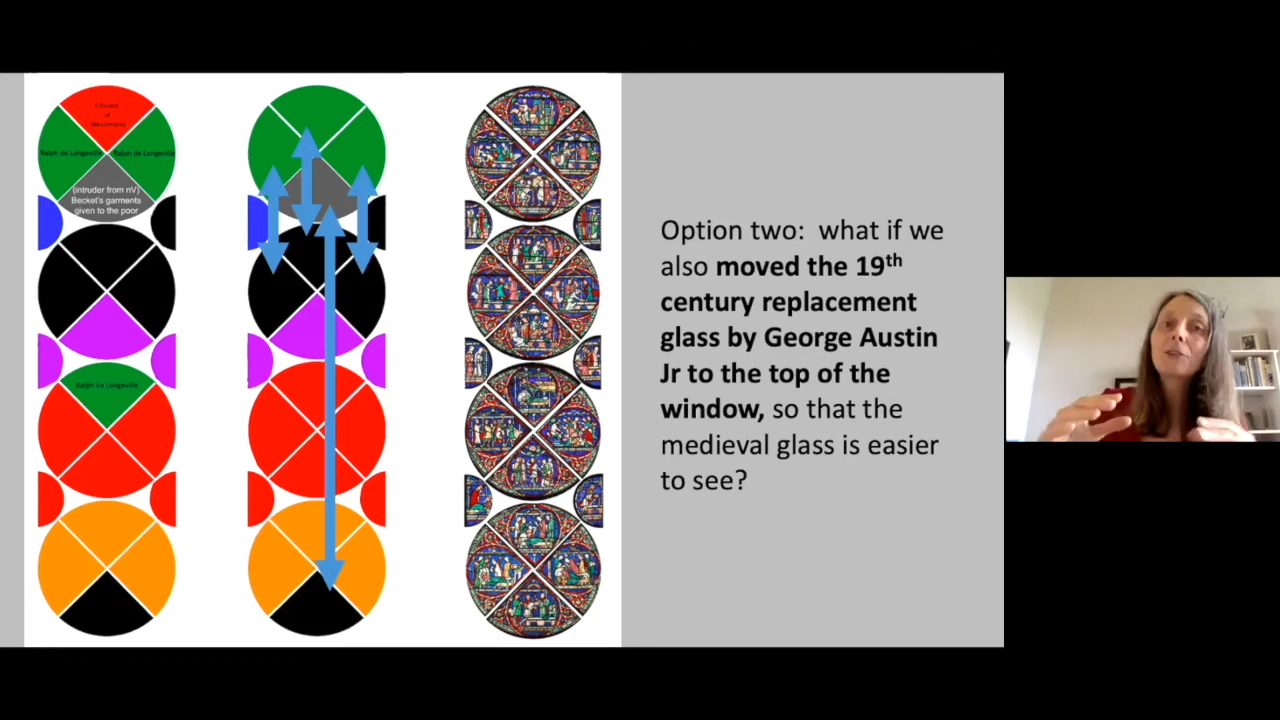 of
Ralph de Longeville
Ralph de Longeville
(intruder from nV)
Becket's garments
given to the poor
Ralph de Longeville
Option two: what if we
also moved the 19th
century replacement
glass by George Austin
Jr to the top of the
window, so that the
medieval glass is easier
to see?